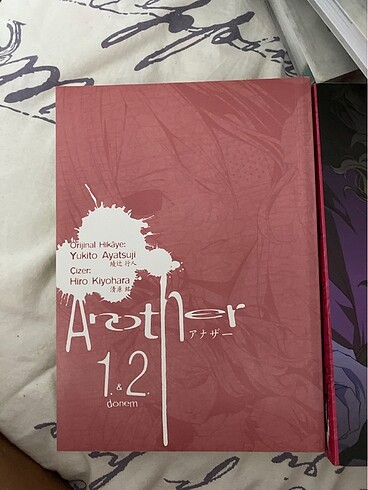 Orijinal Hikâye:
Yukito Ayatsuji
綾辻 行人
Çizer:
Hiro Kiyohara
清原 紘
Another
アナザー
1. & 2.
dönem